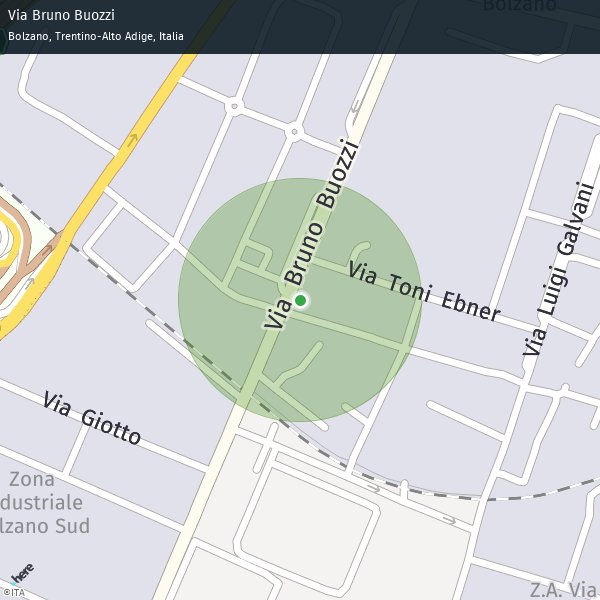 Via Bruno Buozzi
Bolzano, Trentino-Alto Adige, Italia
Bolzano
Via Bruno Buozzi
Via Luigi Galvani
Via Toni Ebner
Via Giotto
Zona
dustriale
lzano Sud
here
©ITA
Z.A. Via